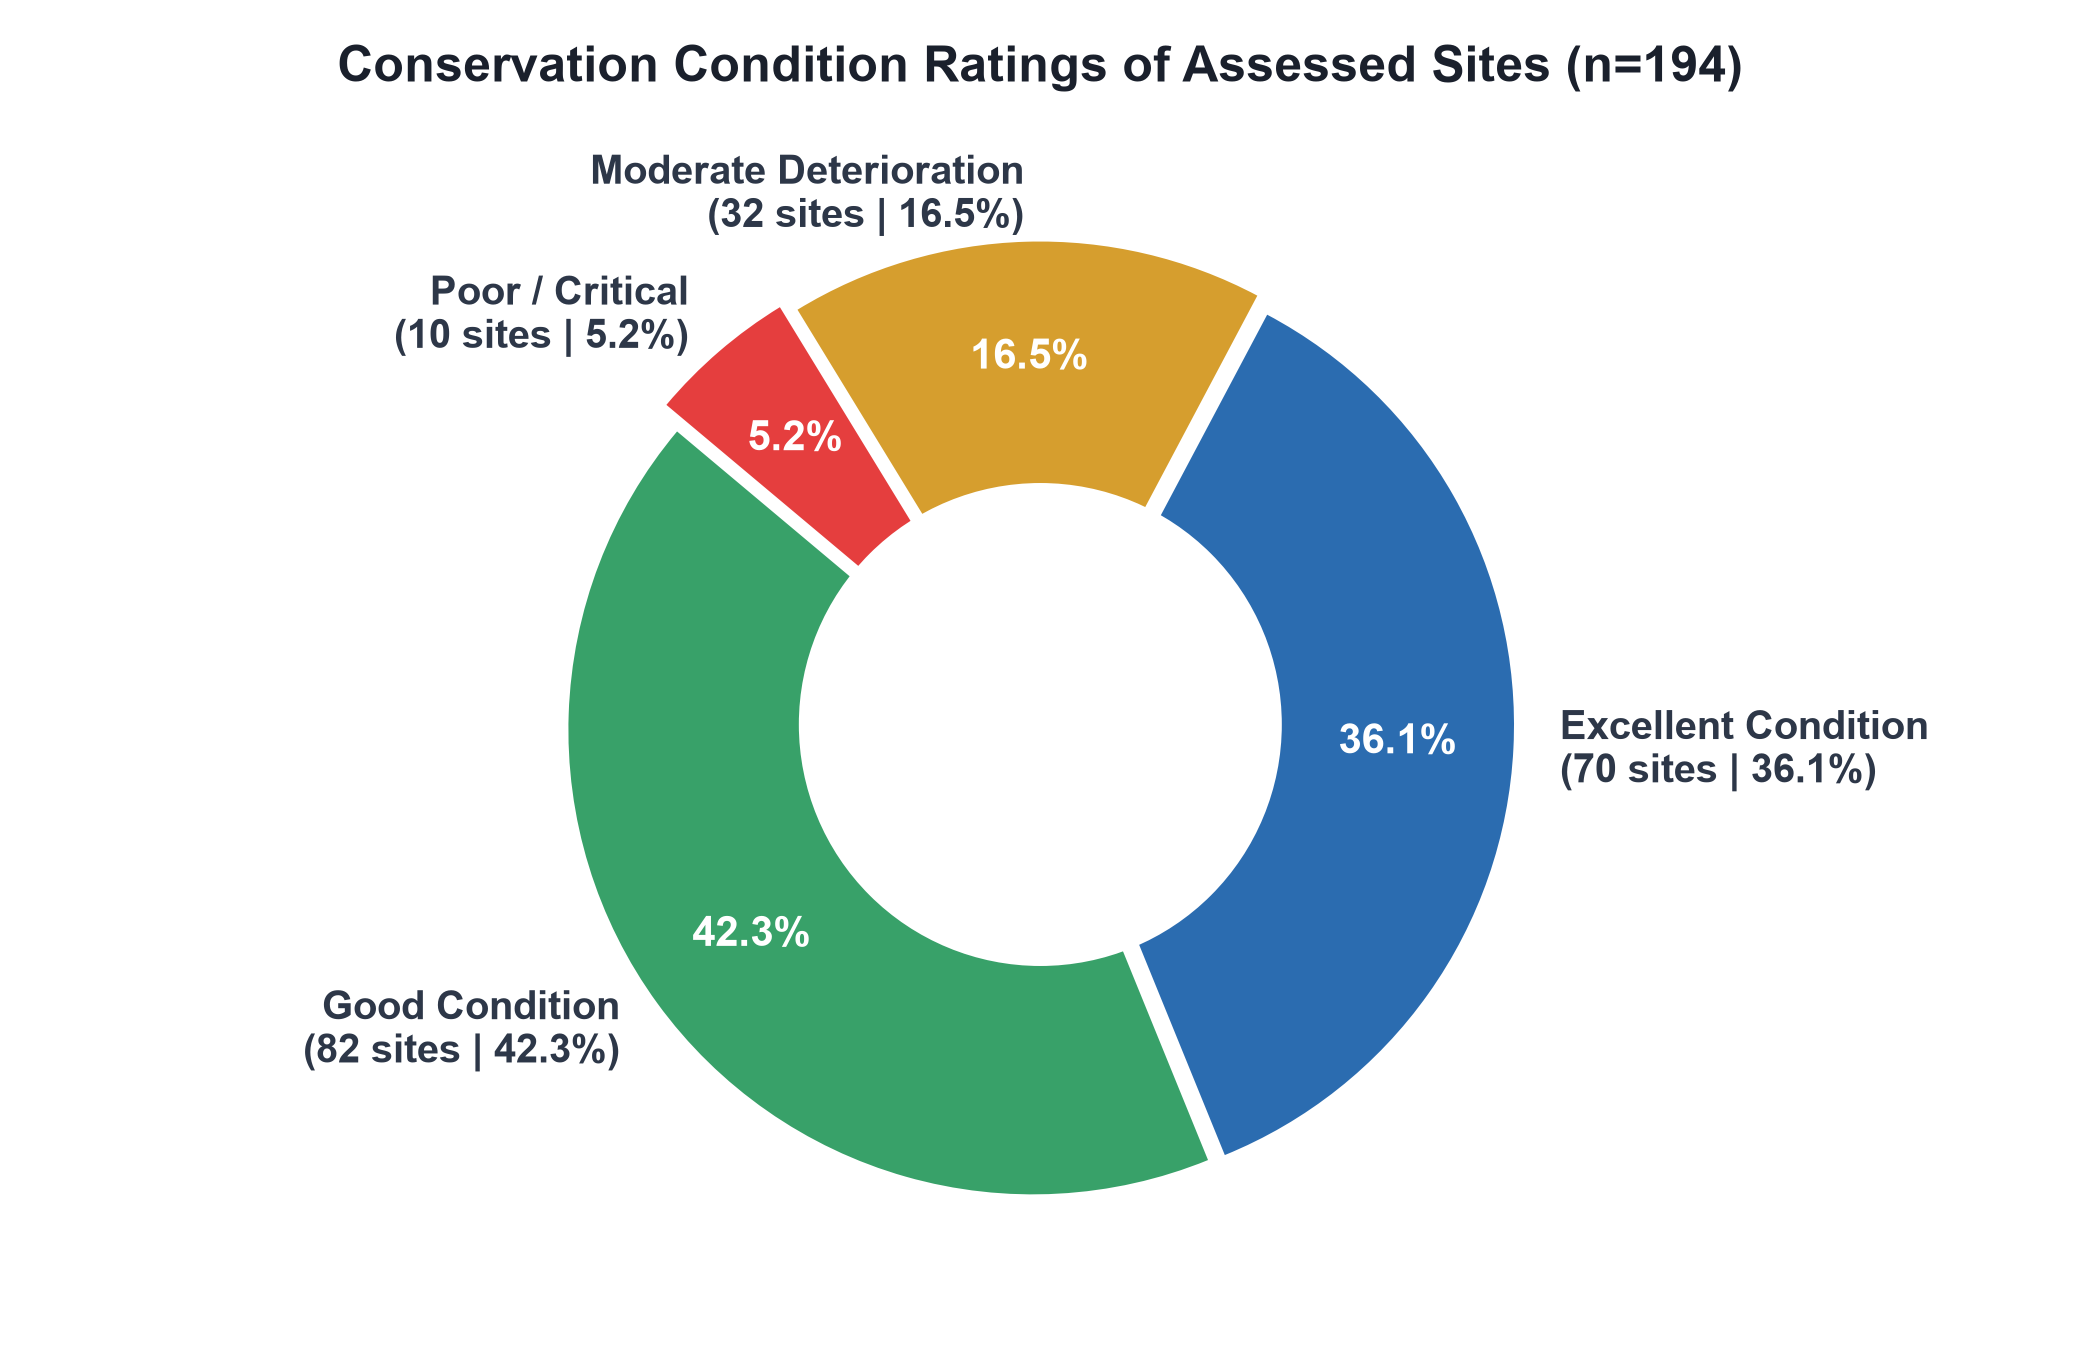 Conservation Condition Ratings of Assessed Sites (n=194)
Moderate Deterioration
(32 sites | 16.5%)
Poor / Critical
(10 sites | 5.2%)
16.5%
5.2%
Excellent Condition
(70 sites | 36.1%)
36.1%
42.3%
Good Condition
(82 sites | 42.3%)